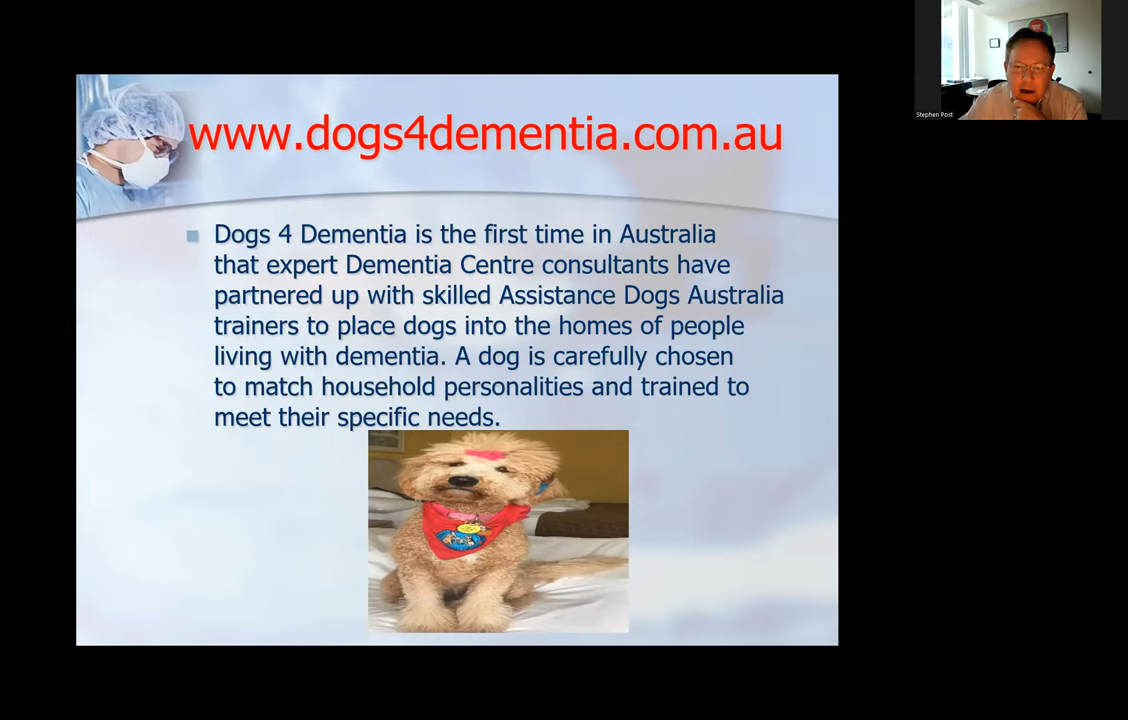 www.dogs4dementia.com.au
Dogs 4 Dementia is the first time in Australia
that expert Dementia Centre consultants have
partnered up with skilled Assistance Dogs Australia
trainers to place dogs into the homes of people
living with dementia. A dog is carefully chosen
to match household personalities and trained to
meet their specific needs.
Stephen Post